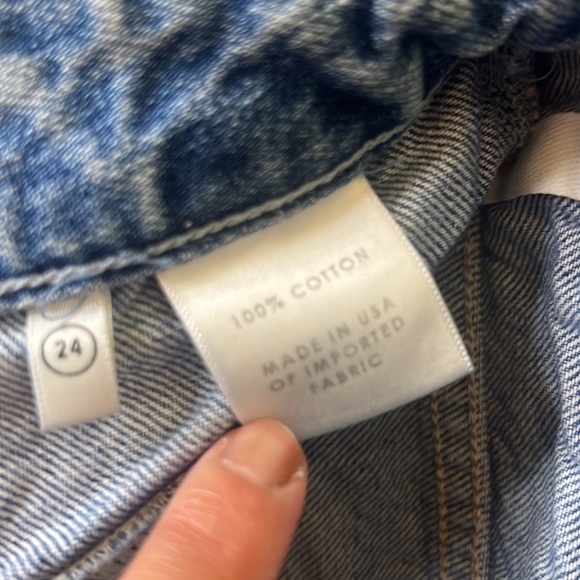 24
100% COTTON
MADE IN USA
OF IMPORTED
FABRIC